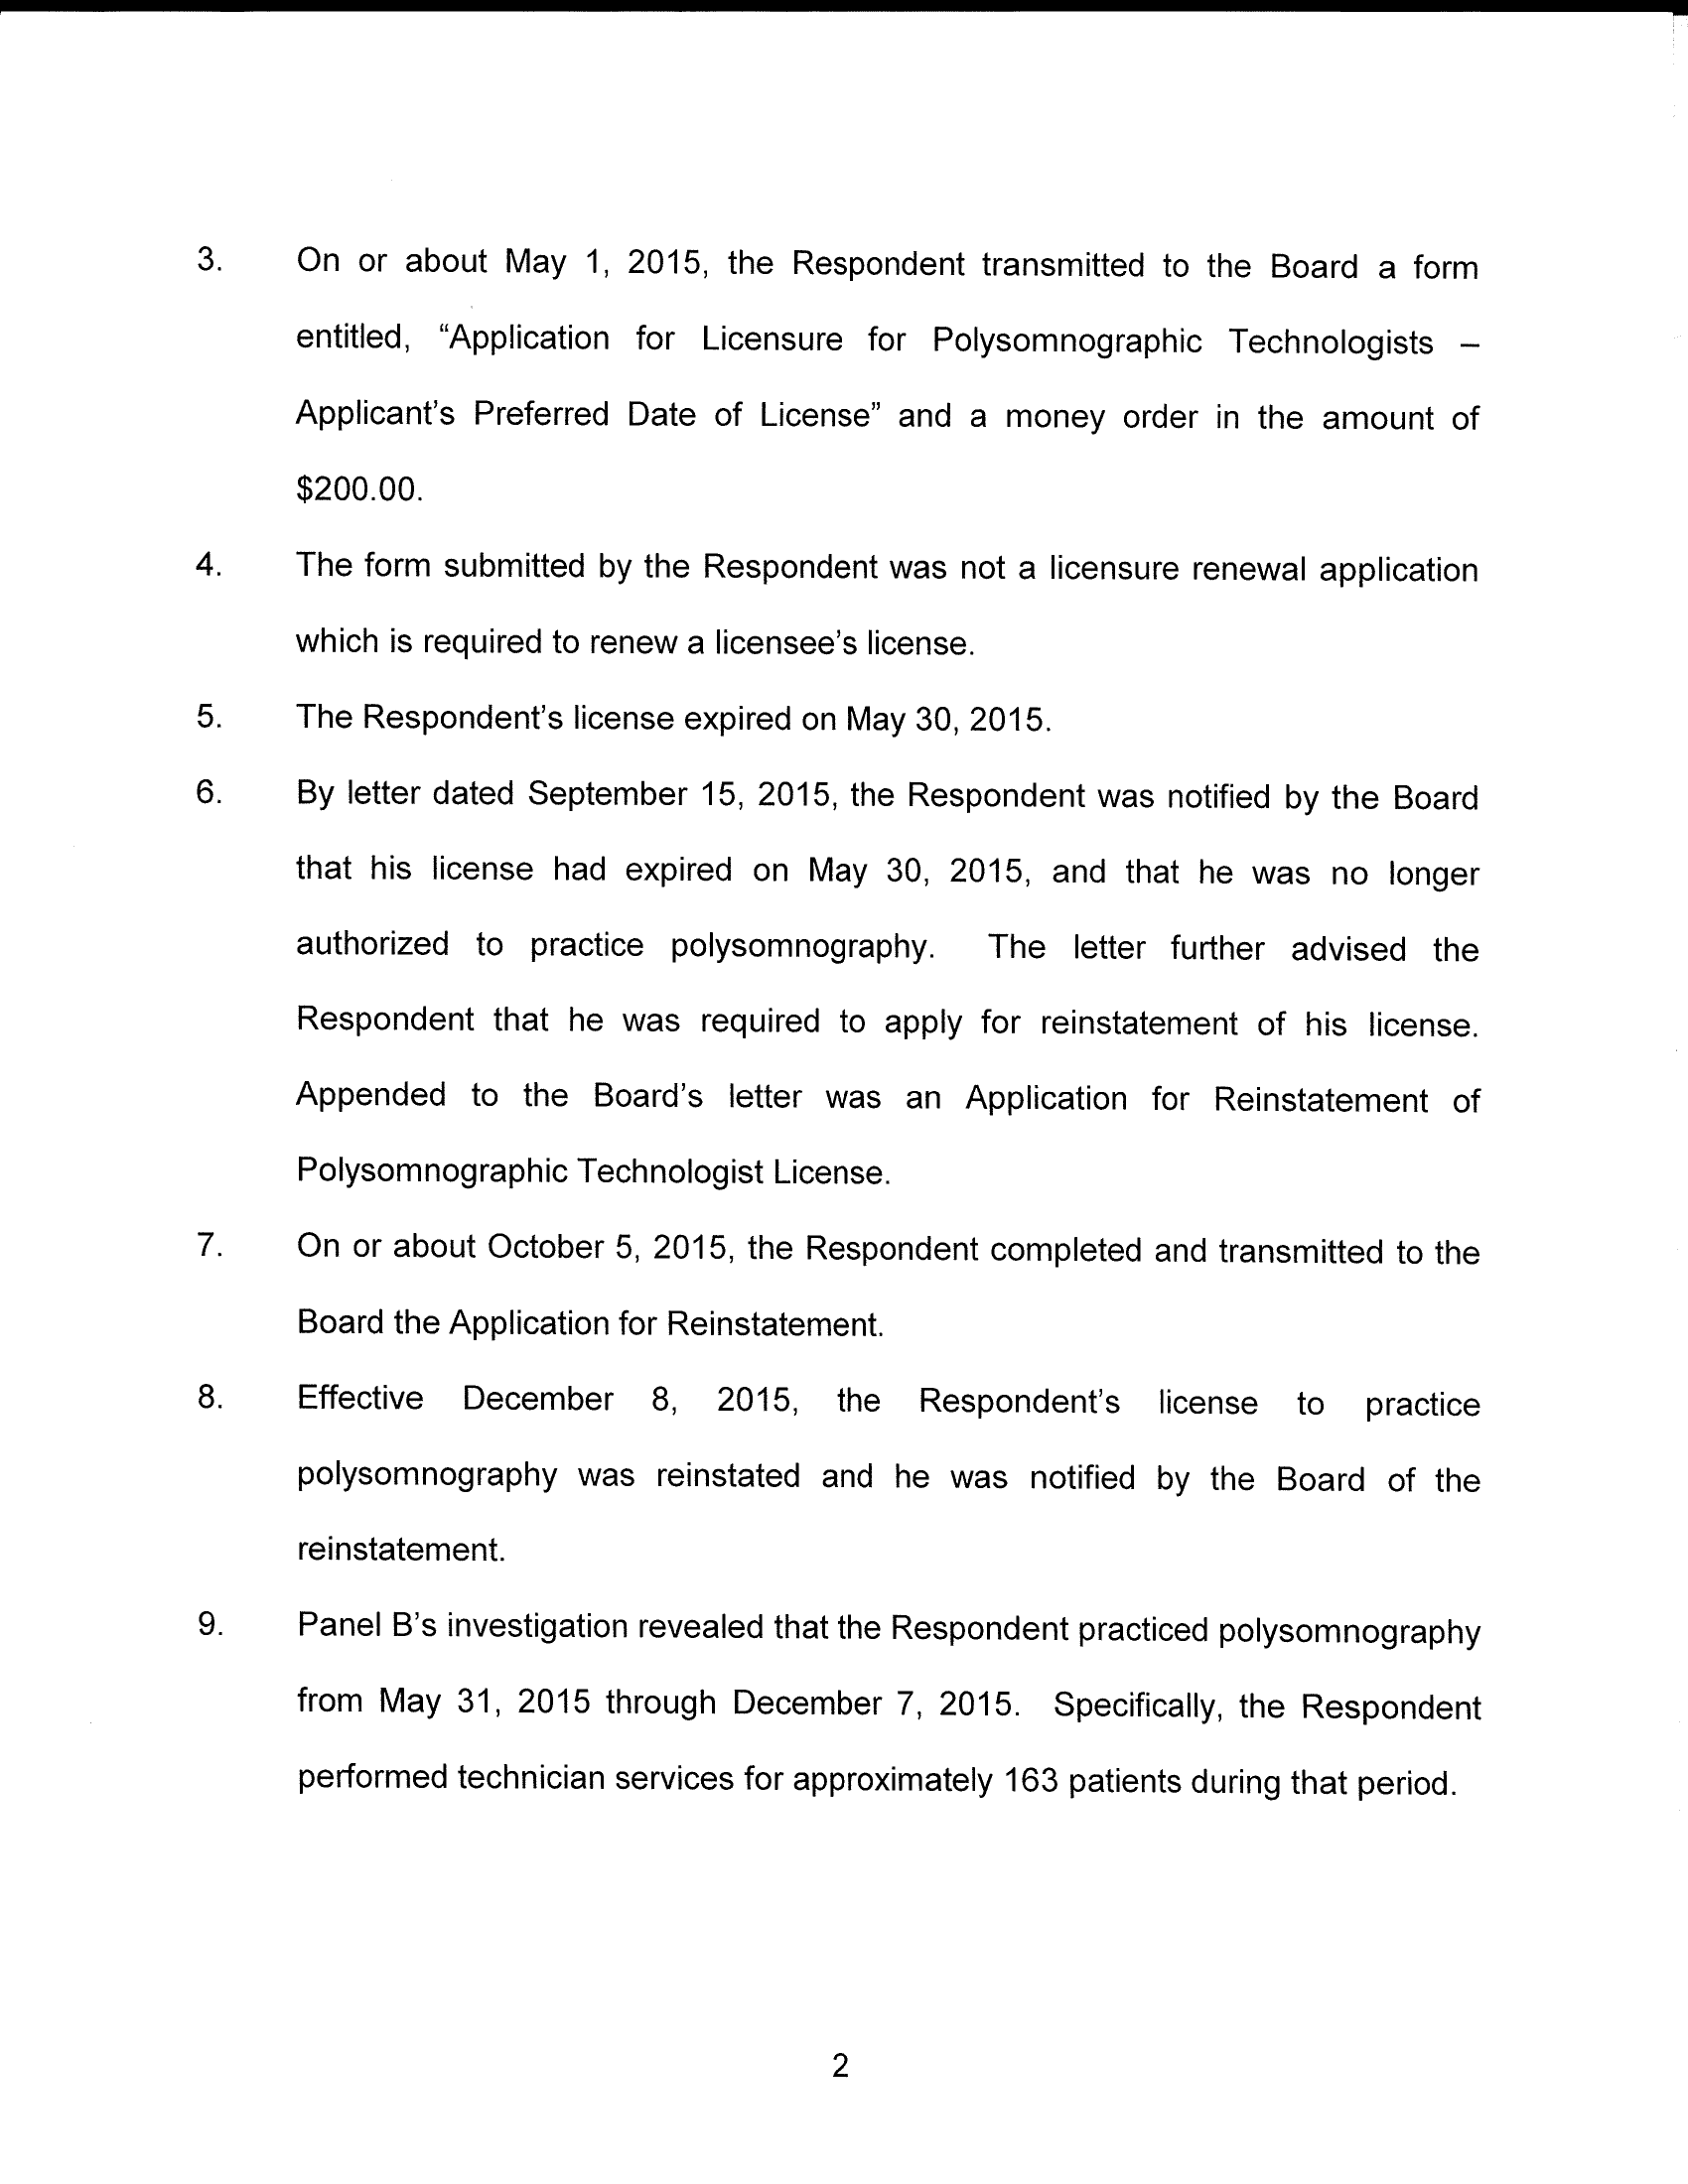 3. On or about May 1, 2015, the Respondent transmitted to the Board a form
entitled, “Application for Licensure for Polysomnographic Technologists –
Applicant’s Preferred Date of License” and a money order in the amount of
$200.00.
4. The form submitted by the Respondent was not a licensure renewal application
which is required to renew a licensee’s license.
5. The Respondent’s license expired on May 30, 2015.
6. By letter dated September 15, 2015, the Respondent was notified by the Board
that his license had expired on May 30, 2015, and that he was no longer
authorized to practice polysomnography. The letter further advised the
Respondent that he was required to apply for reinstatement of his license.
Appended to the Board’s letter was an Application for Reinstatement of
Polysomnographic Technologist License.
7. On or about October 5, 2015, the Respondent completed and transmitted to the
Board the Application for Reinstatement.
8. Effective December 8, 2015, the Respondent’s license to practice
polysomnography was reinstated and he was notified by the Board of the
reinstatement.
9. Panel B’s investigation revealed that the Respondent practiced polysomnography
from May 31, 2015 through December 7, 2015. Specifically, the Respondent
performed technician services for approximately 163 patients during that period.
2